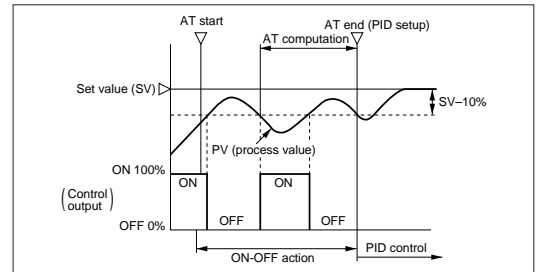 AT start
AT end (PID setup)
AT computation
Set value (SV)
SV–10%
PV (process value)
ON 100%
ON
ON
(Control output)
OFF
OFF
OFF 0%
ON-OFF action
PID control